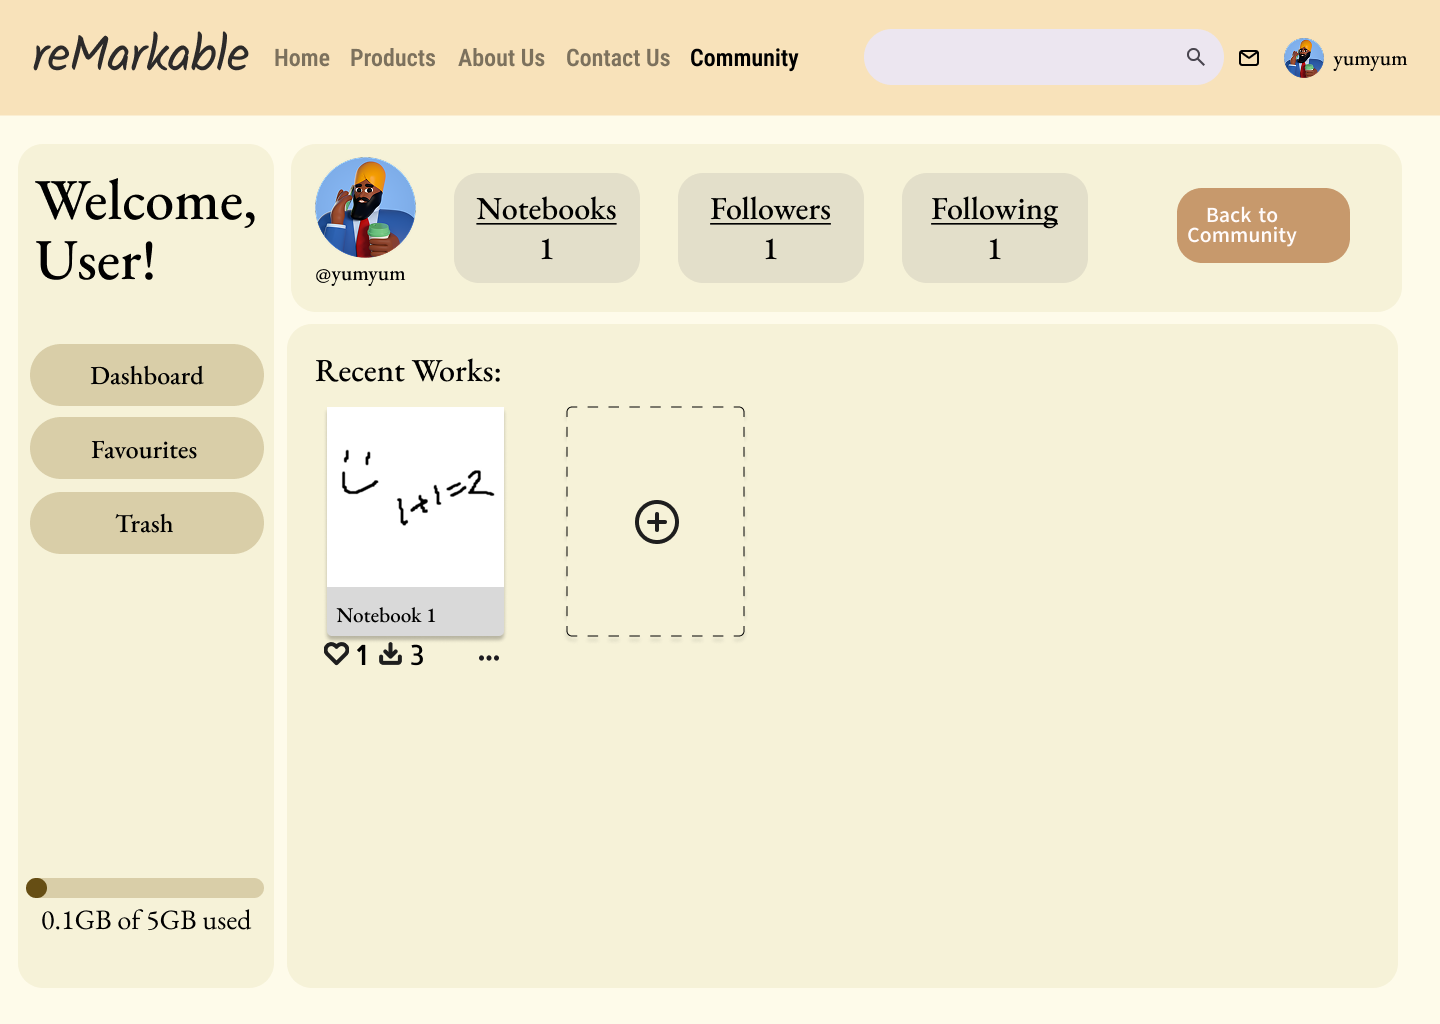 reMarkable Home Products About Us Contact Us Community yumyum
Welcome,
User!
Dashboard
Favourites
Trash
0.1GB of 5GB used
@yumyum
Notebooks
1
Followers
1
Following
1
Back to
Community
Recent Works:
1+1=2
Notebook 1
1 3